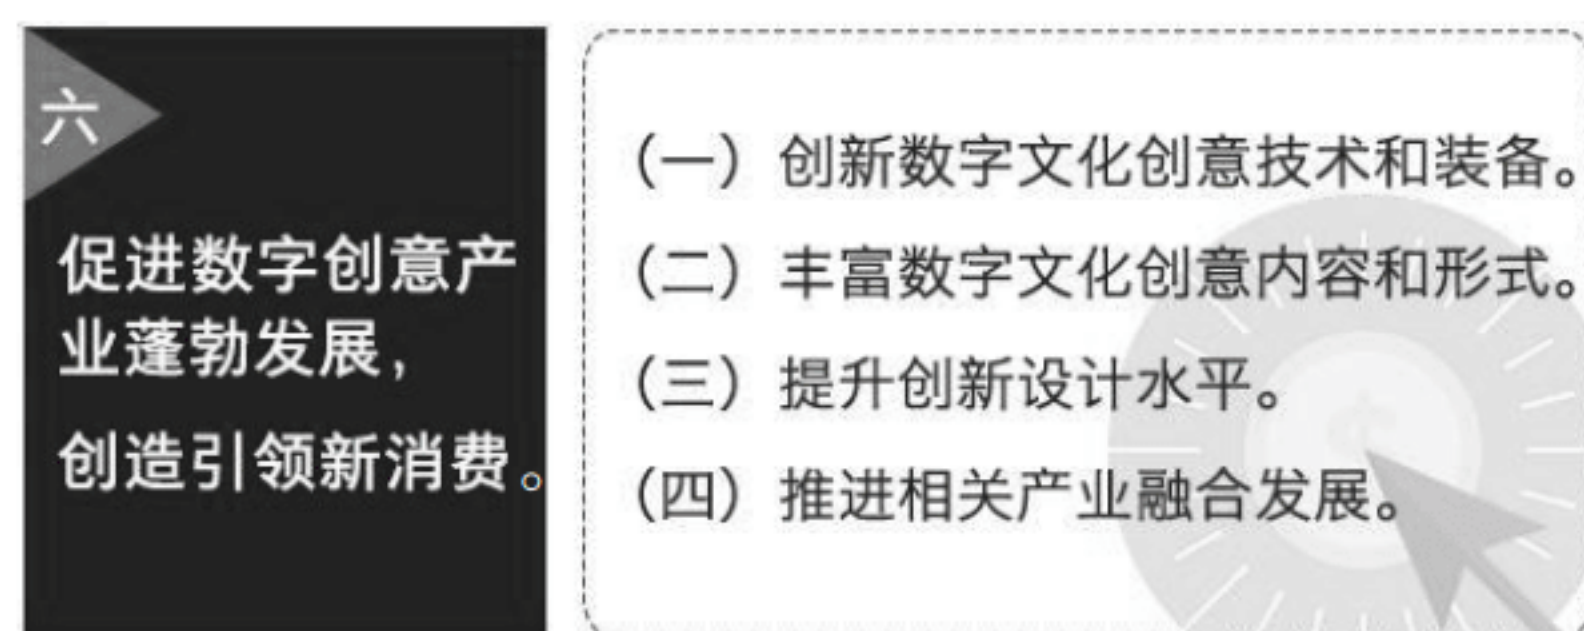 六
促进数字创意产
业蓬勃发展，
创造引领新消费。
（一）创新数字文化创意技术和装备。
（二）丰富数字文化创意内容和形式。
（三）提升创新设计水平。
（四）推进相关产业融合发展。